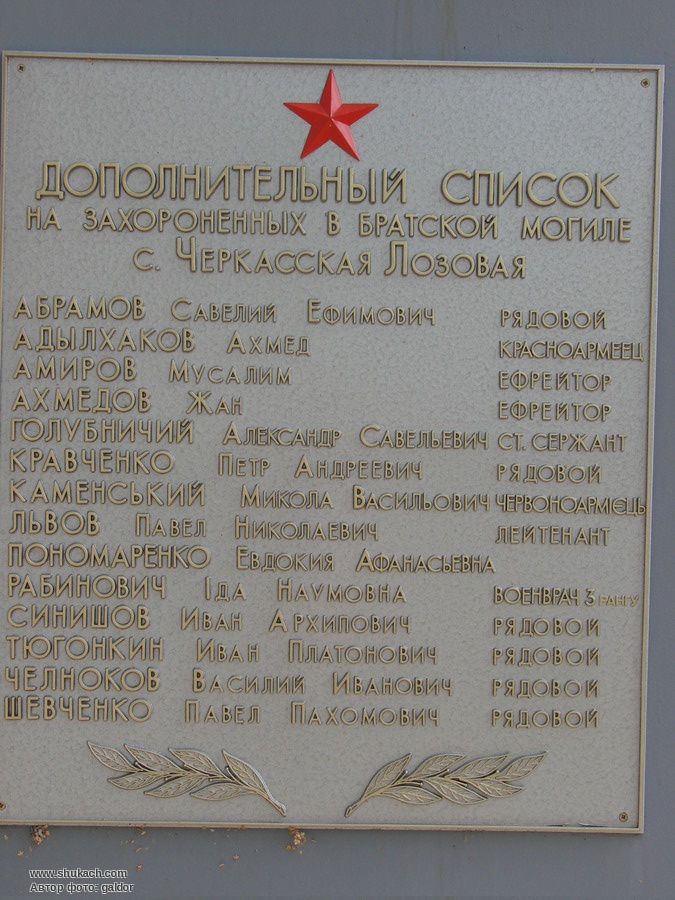 ДОПОЛНИТЕЛЬНЫЙ СПИСОК
НА ЗАХОРОНЕННЫХ В БРАТСКОЙ МОГИЛЕ
С. ЧЕРКАССКАЯ ЛОЗОВАЯ
АБРАМОВ САВЕЛИЙ ЕФИМОВИЧ РЯДОВОЙ
АДЫЛХАКОВ АХМЕД КРАСНОАРМЕЕЦ
АМИРОВ МУСАЛИМ ЕФРЕЙТОР
АХМЕДОВ ЖАН ЕФРЕЙТОР
ГОЛУБНИЧИЙ АЛЕКСАНДР САВЕЛЬЕВИЧ СТ. СЕРЖАНТ
КРАВЧЕНКО ПЕТР АНДРЕЕВИЧ РЯДОВОЙ
КАМЕНСЬКИЙ МИКОЛА ВАСИЛЬОВИЧ ЧЕРВОНОАРМІЄЦЬ
ЛЬВОВ ПАВЕЛ НИКОЛАЕВИЧ ЛЕЙТЕНАНТ
ПОНОМАРЕНКО ЕВДОКИЯ АФАНАСЬЕВНА
РАБИНОВИЧ ІДА НАУМОВНА ВОЕНВРАЧ 3 РАНГУ
СИНИШОВ ИВАН АРХИПОВИЧ РЯДОВОЙ
ТЮГОНКИН ИВАН ПЛАТОНОВИЧ РЯДОВОЙ
ЧЕЛНОКОВ ВАСИЛИЙ ИВАНОВИЧ РЯДОВОЙ
ШЕВЧЕНКО ПАВЕЛ ПАХОМОВИЧ РЯДОВОЙ
www.shukach.com
Автор фото: galdor